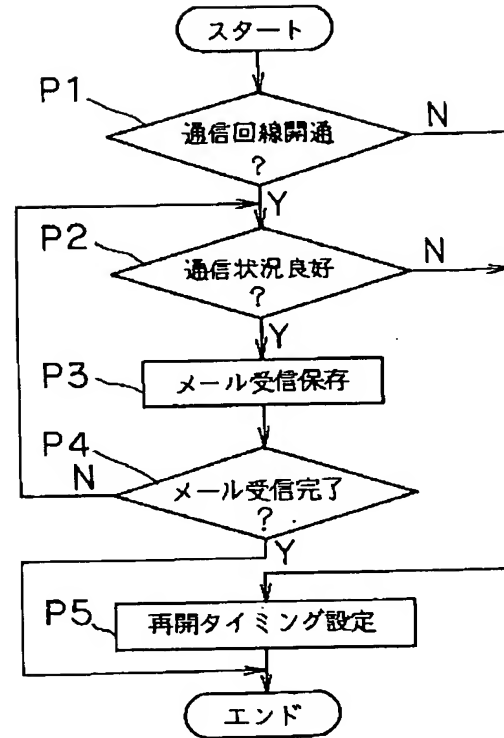 スタート
P1
通信回線開通
?
N
Y
P2
通信状況良好
?
N
Y
P3
メール受信保存
P4
N
メール受信完了
?
Y
P5
再開タイミング設定
エンド